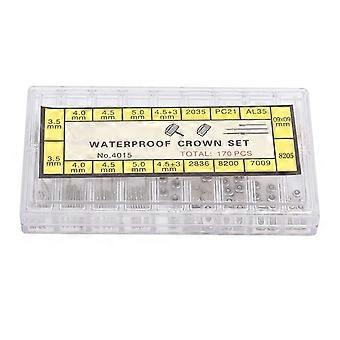 3.5 mm 4.0 mm 4.5 mm 5.0 mm 4.5+3 mm 2035 PC21 AL35 09x09 mm
WATERPROOF CROWN SET
No.4015 TOTAL: 170 PCS
3.5 mm 4.0 mm 4.5 mm 5.0 mm 4.5+3 mm 2836 8200 7009 8205